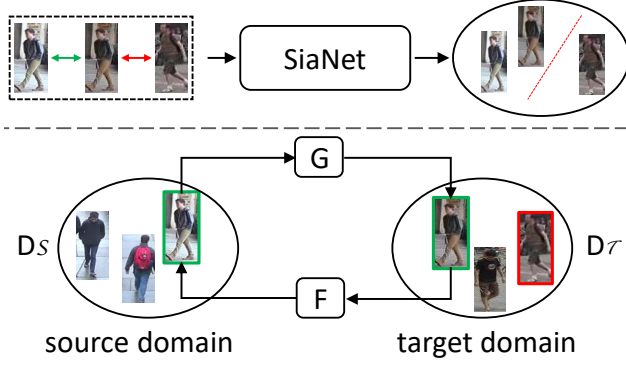 SiaNet
G
D𝑆
D𝒯
F
source domain
target domain